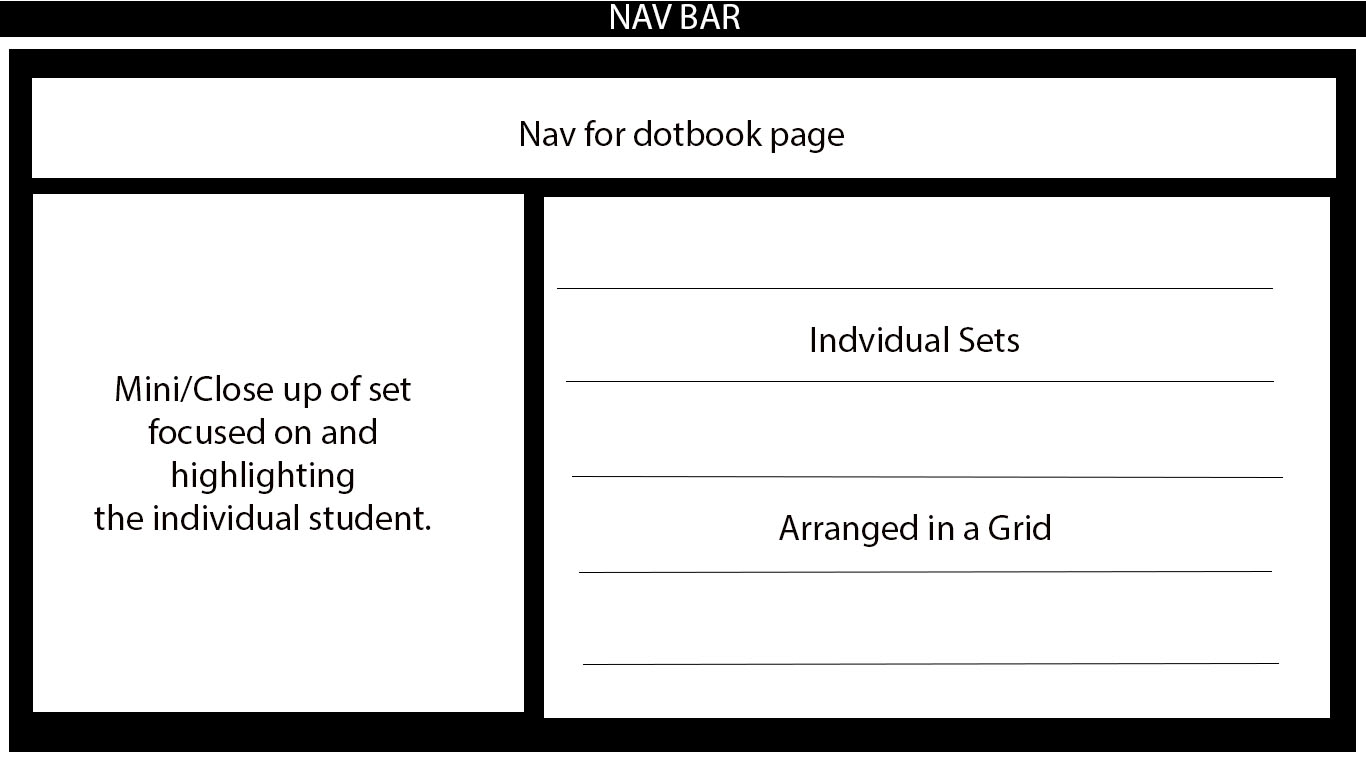 NAV BAR
Nav for dotbook page
Mini/Close up of set
focused on and
highlighting
the individual student.
Indvidual Sets
Arranged in a Grid